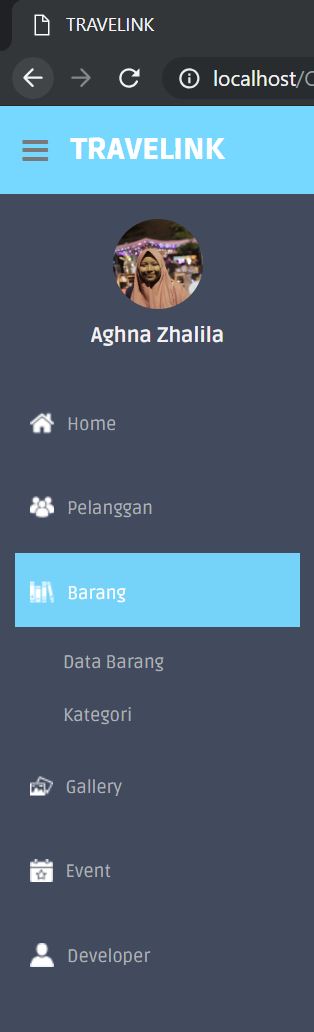 TRAVELINK
localhost/
TRAVELINK
Aghna Zhalila
Home
Pelanggan
Barang
Data Barang
Kategori
Gallery
Event
Developer